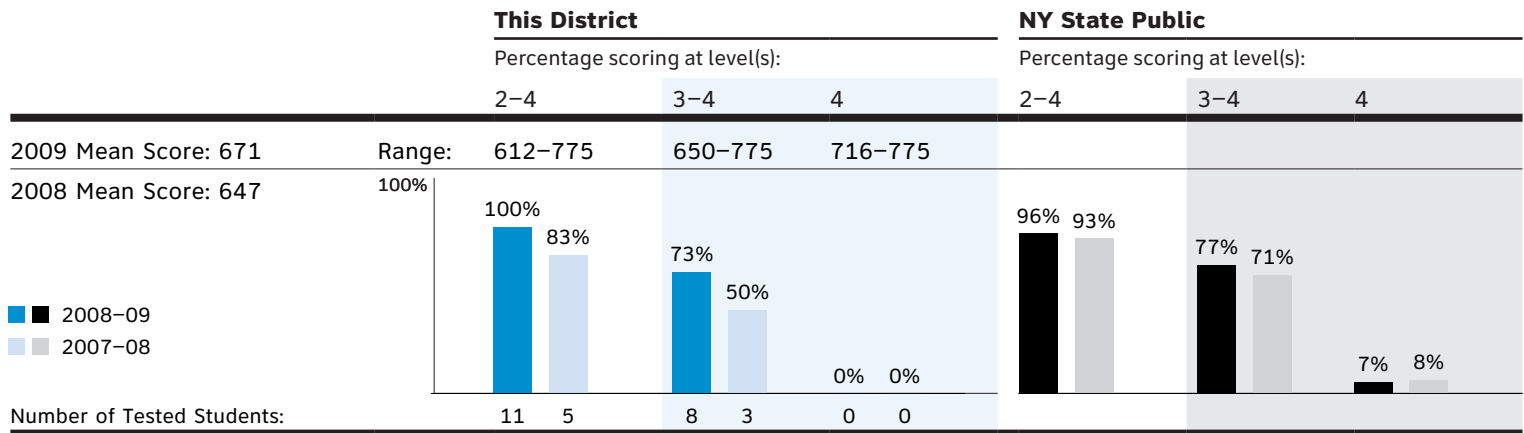 This District NY State Public
Percentage scoring at level(s): Percentage scoring at level(s):
2–4 3–4 4 2–4 3–4 4
2009 Mean Score: 671 Range: 612–775 650–775 716–775
2008 Mean Score: 647 100%
100% 83% 73% 50% 0% 0% 96% 93% 77% 71% 7% 8%
2008–09
2007–08
Number of Tested Students: 11 5 8 3 0 0